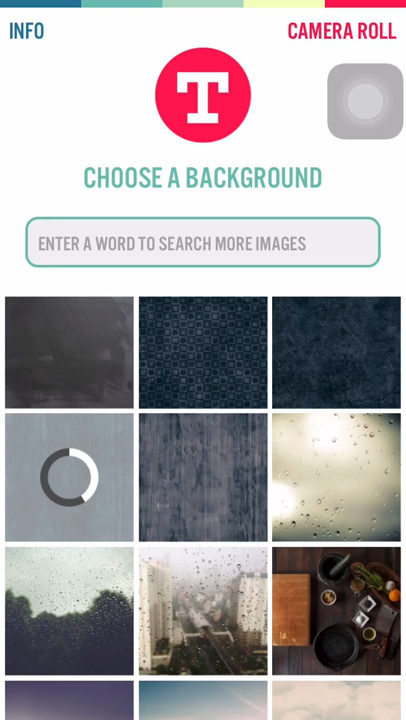 INFO
CAMERA ROLL
T
CHOOSE A BACKGROUND
ENTER A WORD TO SEARCH MORE IMAGES